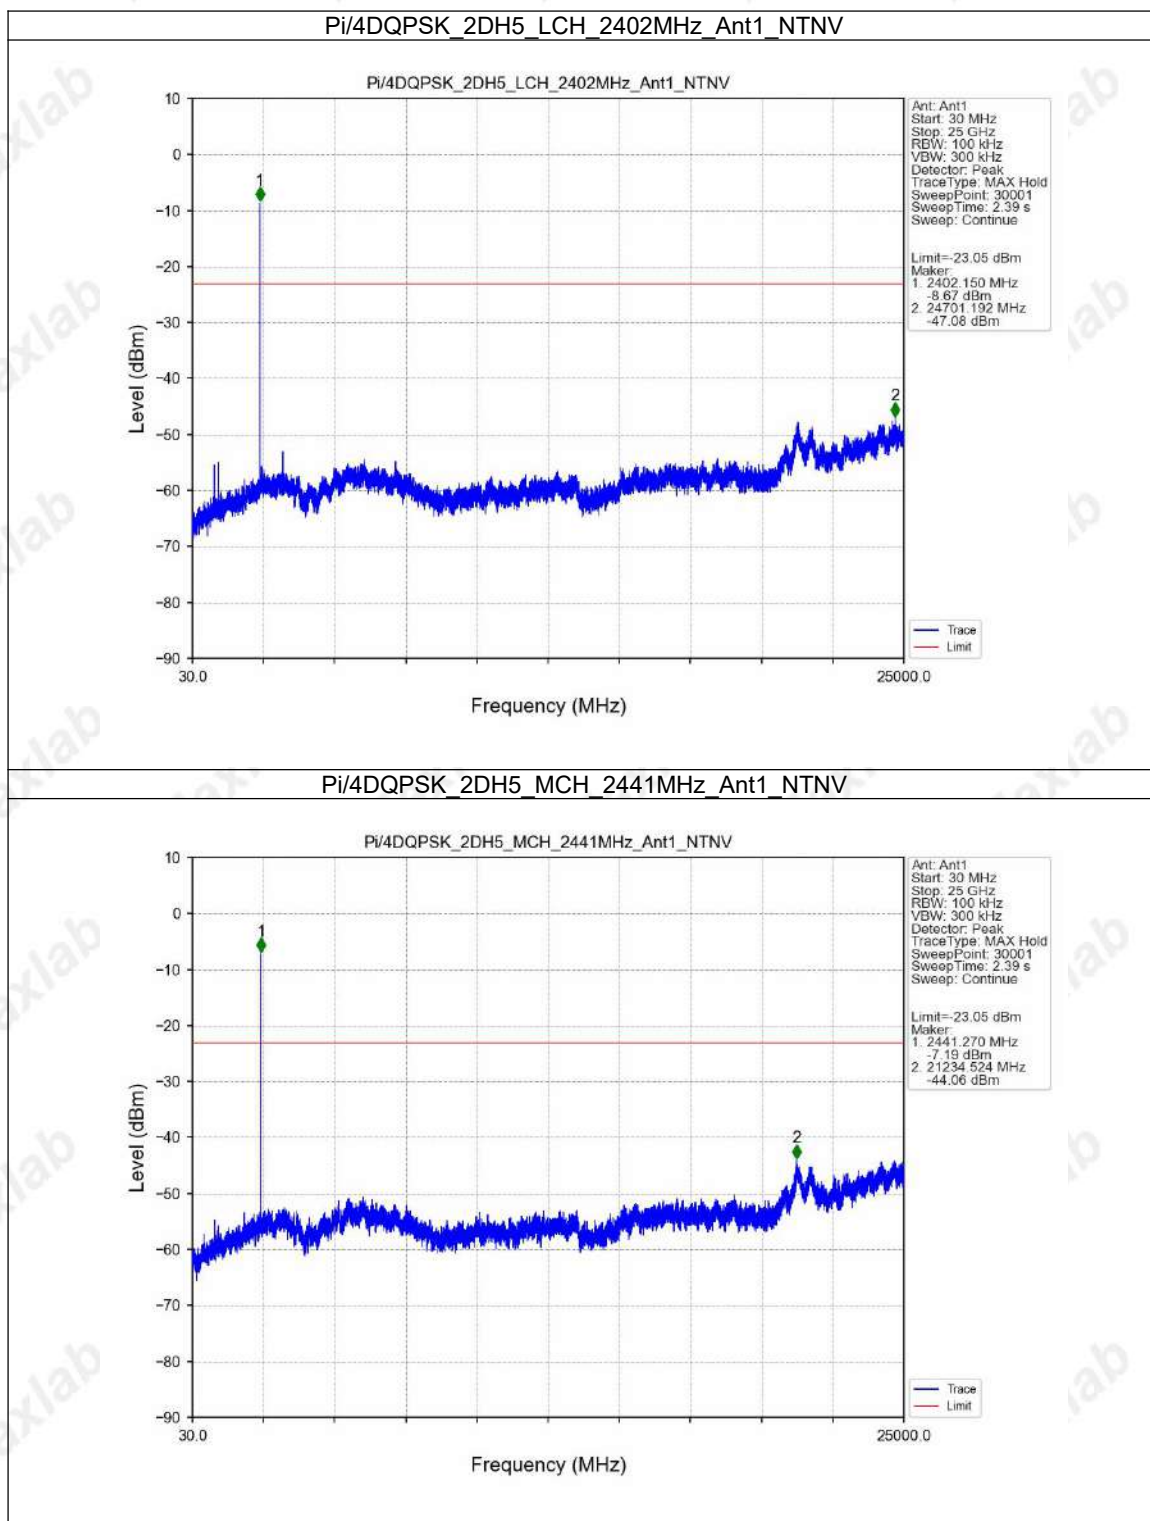 Pi/4DQPSK_2DH5_LCH_2402MHz_Ant1_NTNV
Pi/4DQPSK_2DH5_LCH_2402MHz_Ant1_NTNV
10
0
−10
−20
−30
−40
−50
−60
−70
−80
−90
Level (dBm)
1
2
30.0
25000.0
Frequency (MHz)
Ant: Ant1
Start: 30 MHz
Stop: 25 GHz
RBW: 100 kHz
VBW: 300 kHz
Detector: Peak
TraceType: MAX Hold
SweepPoint: 30001
SweepTime: 2.39 s
Sweep: Continue
Limit=-23.05 dBm
Maker:
1. 2402.150 MHz
-8.67 dBm
2. 24701.192 MHz
-47.08 dBm
Trace
Limit
Pi/4DQPSK_2DH5_MCH_2441MHz_Ant1_NTNV
Pi/4DQPSK_2DH5_MCH_2441MHz_Ant1_NTNV
10
0
−10
−20
−30
−40
−50
−60
−70
−80
−90
Level (dBm)
1
2
30.0
25000.0
Frequency (MHz)
Ant: Ant1
Start: 30 MHz
Stop: 25 GHz
RBW: 100 kHz
VBW: 300 kHz
Detector: Peak
TraceType: MAX Hold
SweepPoint: 30001
SweepTime: 2.39 s
Sweep: Continue
Limit=-23.05 dBm
Maker:
1. 2441.270 MHz
-7.19 dBm
2. 21234.524 MHz
-44.06 dBm
Trace
Limit